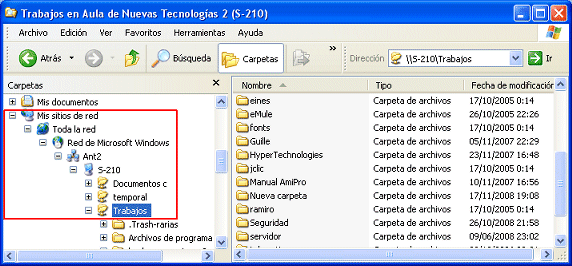 Trabajos en Aula de Nuevas Tecnologías 2 (S-210)
Archivo Edición Ver Favoritos Herramientas Ayuda
Atrás Búsqueda Carpetas Dirección \\S-210\Trabajos Ir
Carpetas
Mis documentos
Mis sitios de red
Toda la red
Red de Microsoft Windows
Ant2
S-210
Documentos c
temporal
Trabajos
.Trash-rarias
Archivos de programa
Nombre Tipo Fecha de modificación
eines Carpeta de archivos 17/10/2005 0:14
eMule Carpeta de archivos 26/10/2005 22:26
fonts Carpeta de archivos 17/10/2005 0:14
Guille Carpeta de archivos 05/11/2007 22:29
HyperTechnologies Carpeta de archivos 23/11/2007 16:48
jclic Carpeta de archivos 17/10/2005 0:14
Manual AmiPro Carpeta de archivos 10/11/2007 16:56
Nueva carpeta Carpeta de archivos 17/11/2008 19:08
ramiro Carpeta de archivos 17/10/2005 0:14
Seguridad Carpeta de archivos 26/10/2008 21:58
servidor Carpeta de archivos 09/06/2008 23:02